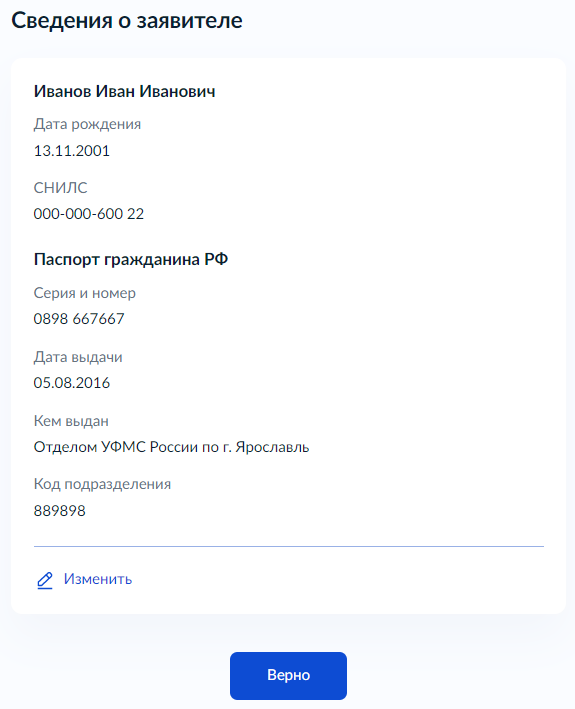 Сведения о заявителе
Иванов Иван Иванович
Дата рождения
13.11.2001
СНИЛС
000-000-600 22
Паспорт гражданина РФ
Серия и номер
0898 667667
Дата выдачи
05.08.2016
Кем выдан
Отделом УФМС России по г. Ярославль
Код подразделения
889898
Изменить
Верно